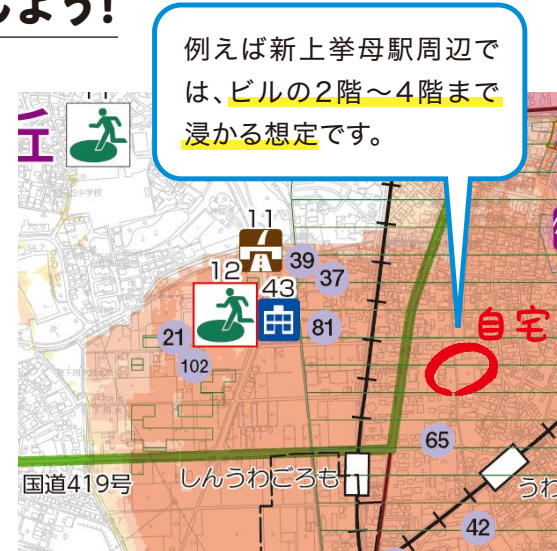 しよう!
例えば新上挙母駅周辺で
は、ビルの2階～4階まで
浸かる想定です。
丘
11
39
37
12
43
81
21
102
自宅
65
国道419号
しんうわごろも
うわ
42